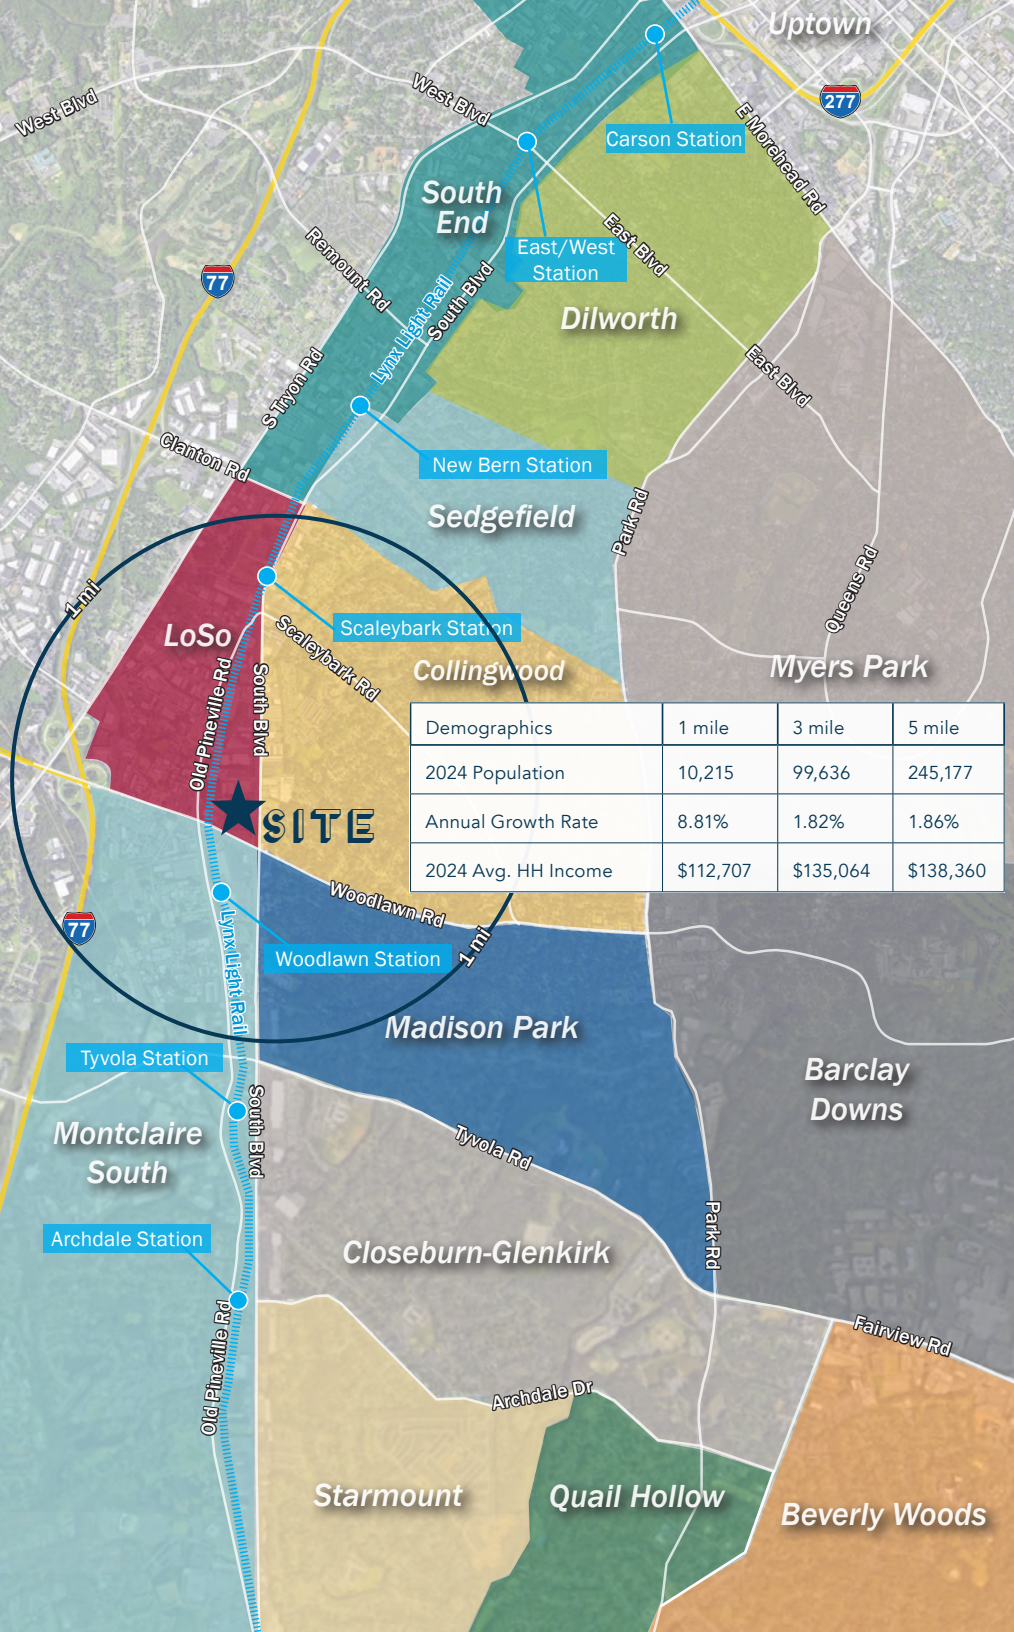 Uptown
277
West Blvd
West Blvd
Carson Station
E Morehead Rd
South
End
East/West
Station
East Blvd
Remount Rd
77
Lynx Light Rail
South Blvd
Dilworth
S Tryon Rd
East Blvd
Clanton Rd
New Bern Station
Sedgefield
Park Rd
Queens Rd
1 mi
LoSo
Scaleybark Station
Scaleybark Rd
Collingwood
Myers Park
Old Pineville Rd
South Blvd
Demographics 1 mile 3 mile 5 mile
2024 Population 10,215 99,636 245,177
Annual Growth Rate 8.81% 1.82% 1.86%
2024 Avg. HH Income $112,707 $135,064 $138,360
SITE
Woodlawn Rd
77
Lynx Light Rail
Woodlawn Station
1 mi
Madison Park
Tyvola Station
Barclay
Downs
Montclaire
South
South Blvd
Tyvola Rd
Archdale Station
Closeburn-Glenkirk
Park Rd
Old Pineville Rd
Fairview Rd
Archdale Dr
Starmount
Quail Hollow
Beverly Woods